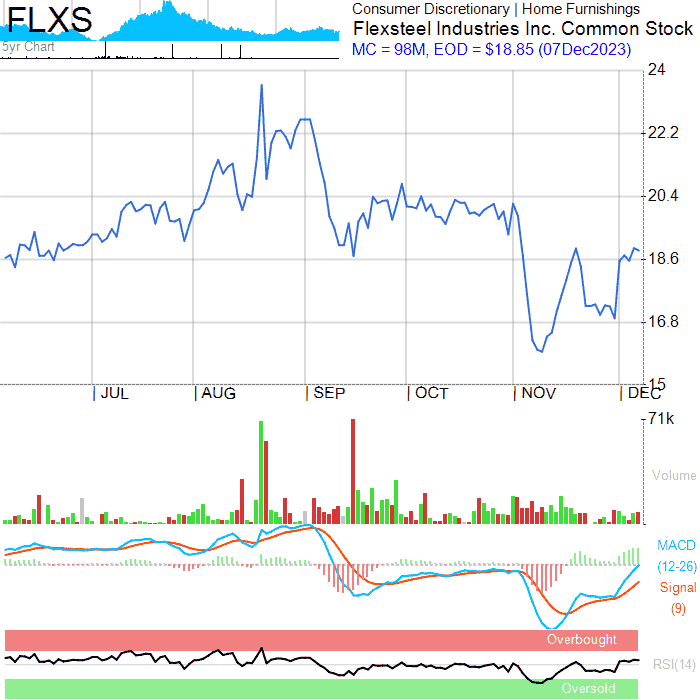 FLXS
Consumer Discretionary | Home Furnishings
Flexsteel Industries Inc. Common Stock
MC = 98M, EOD = $18.85 (07Dec2023)
5yr Chart
24
22.2
20.4
18.6
16.8
15
JUL AUG SEP OCT NOV DEC
71k
Volume
MACD
(12-26)
Signal
(9)
Overbought
RSI(14)
Oversold